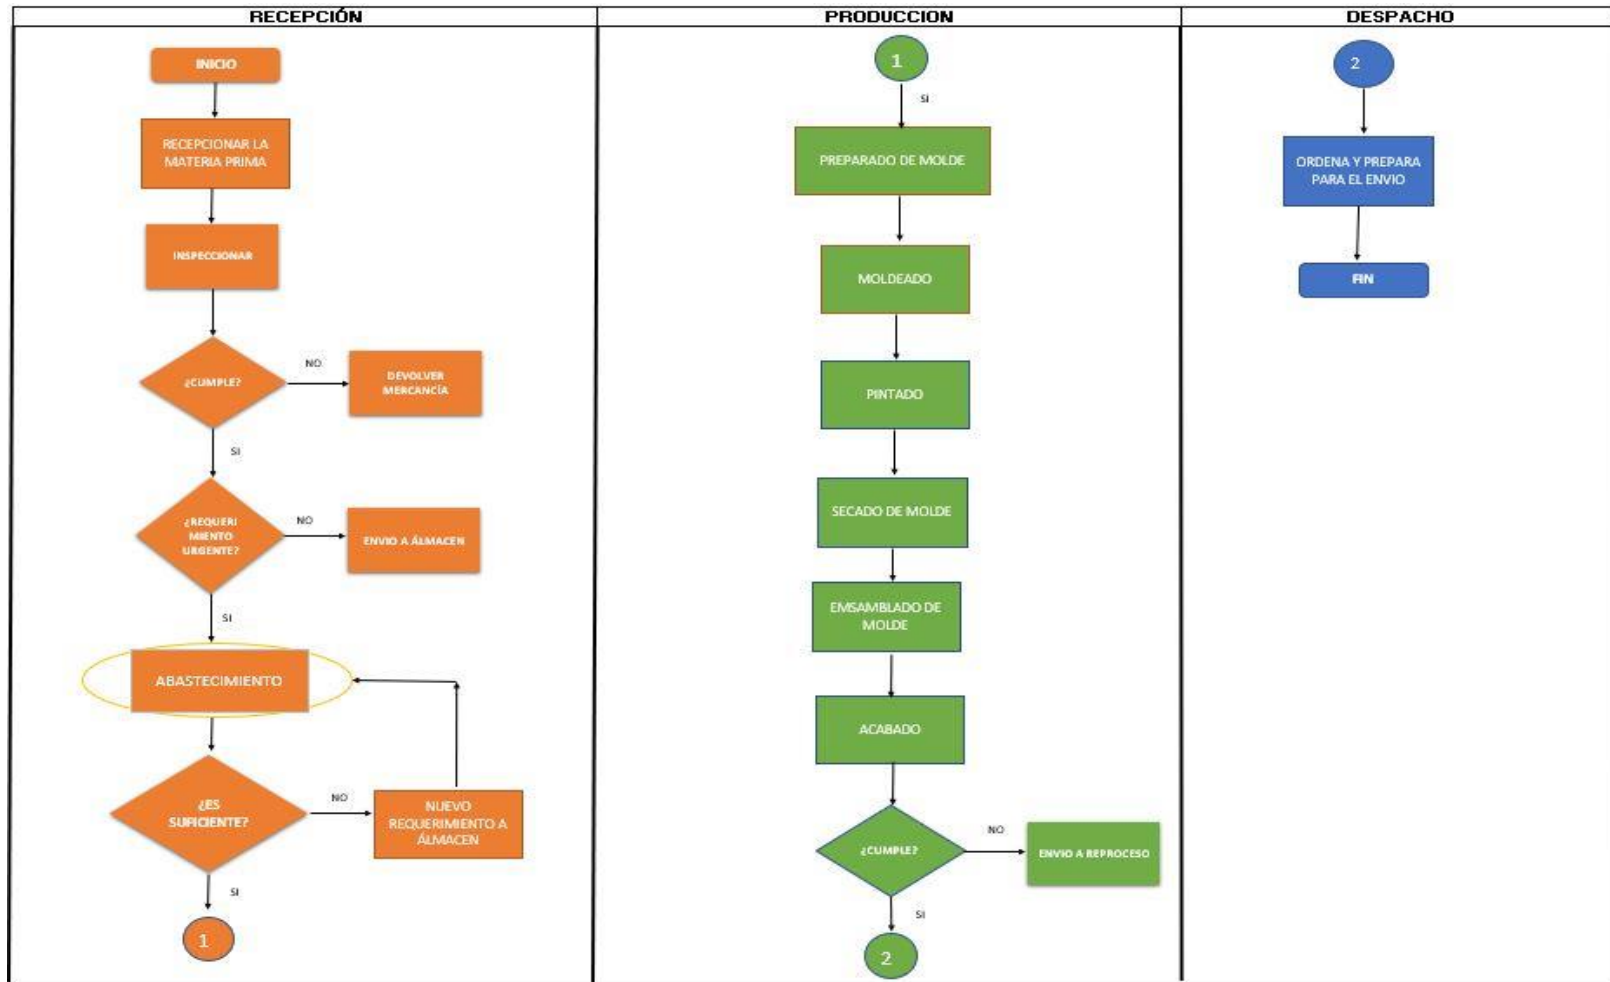 RECEPCIÓN
INICIO
RECEPCIONAR LA
MATERIA PRIMA
INSPECCIONAR
¿CUMPLE?
NO
DEVOLVER
MERCANCÍA
SI
¿REQUERI
MIENTO
URGENTE?
NO
ENVIO A ÁLMACEN
SI
ABASTECIMIENTO
¿ES
SUFICIENTE?
NO
NUEVO
REQUERIMIENTO A
ÁLMACEN
SI
1
PRODUCCION
1
SI
PREPARADO DE MOLDE
MOLDEADO
PINTADO
SECADO DE MOLDE
EMSAMBLADO DE
MOLDE
ACABADO
¿CUMPLE?
NO
ENVIO A REPROCESO
SI
2
DESPACHO
2
ORDENA Y PREPARA
PARA EL ENVIO
FIN